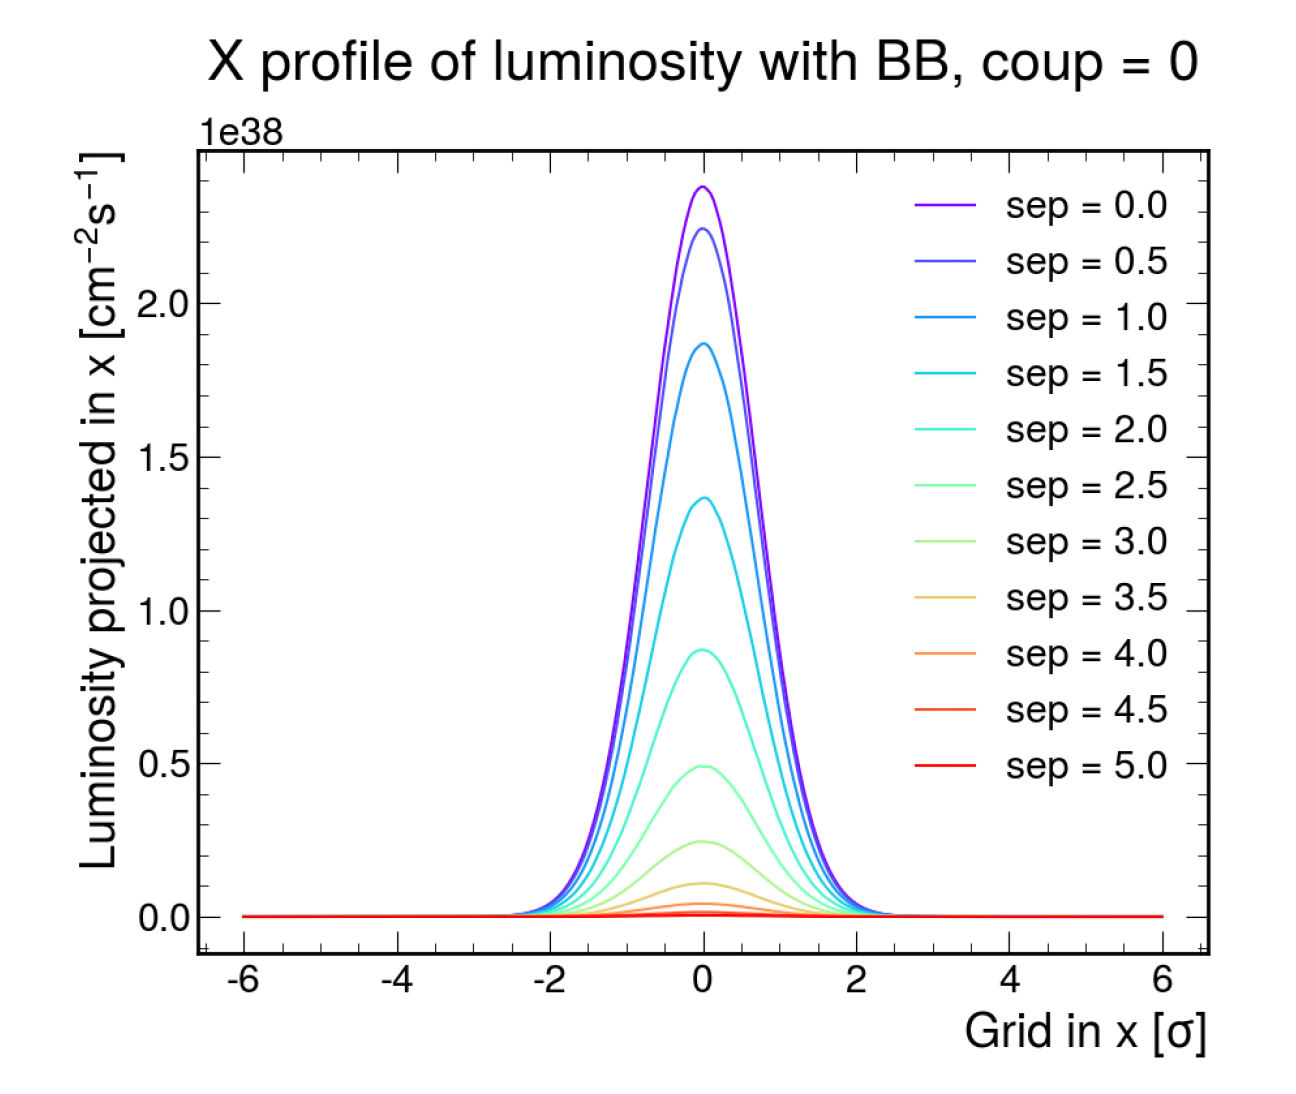 X profile of luminosity with BB, coup = 0
1e38
Luminosity projected in x [cm⁻²s⁻¹]
2.0
1.5
1.0
0.5
0.0
sep = 0.0
sep = 0.5
sep = 1.0
sep = 1.5
sep = 2.0
sep = 2.5
sep = 3.0
sep = 3.5
sep = 4.0
sep = 4.5
sep = 5.0
-6 -4 -2 0 2 4 6
Grid in x [σ]